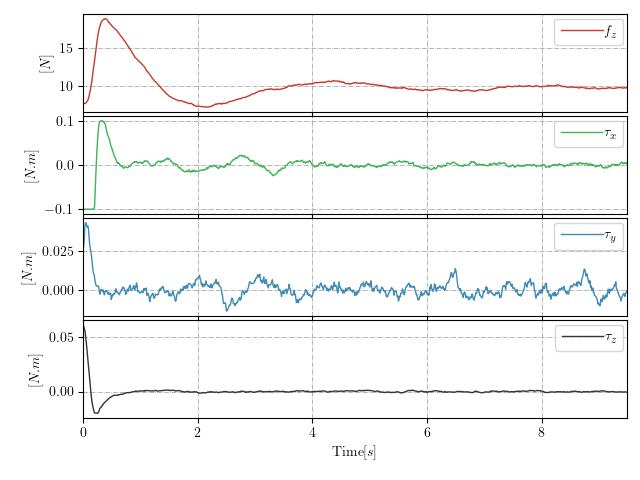 [N]
15
10
f_z
[N.m]
0.1
0.0
−0.1
τ_x
[N.m]
0.025
0.000
τ_y
[N.m]
0.05
0.00
τ_z
0 2 4 6 8
Time[s]